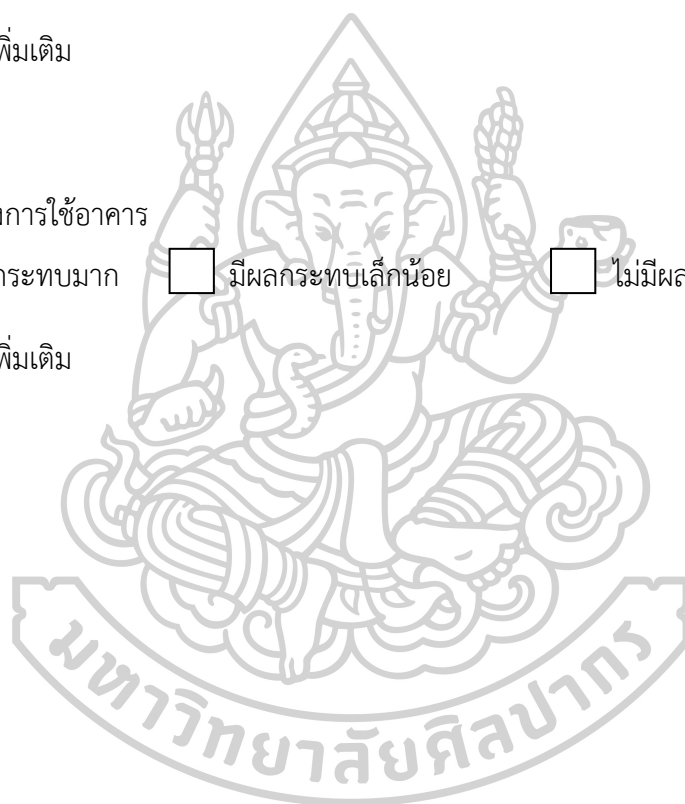 พิ่มเติม
งการใช้อาคาร
กระทบมาก มีผลกระทบเล็กน้อย ไม่มีผล
พิ่มเติม
มหาวิทยาลัยศิลปากร